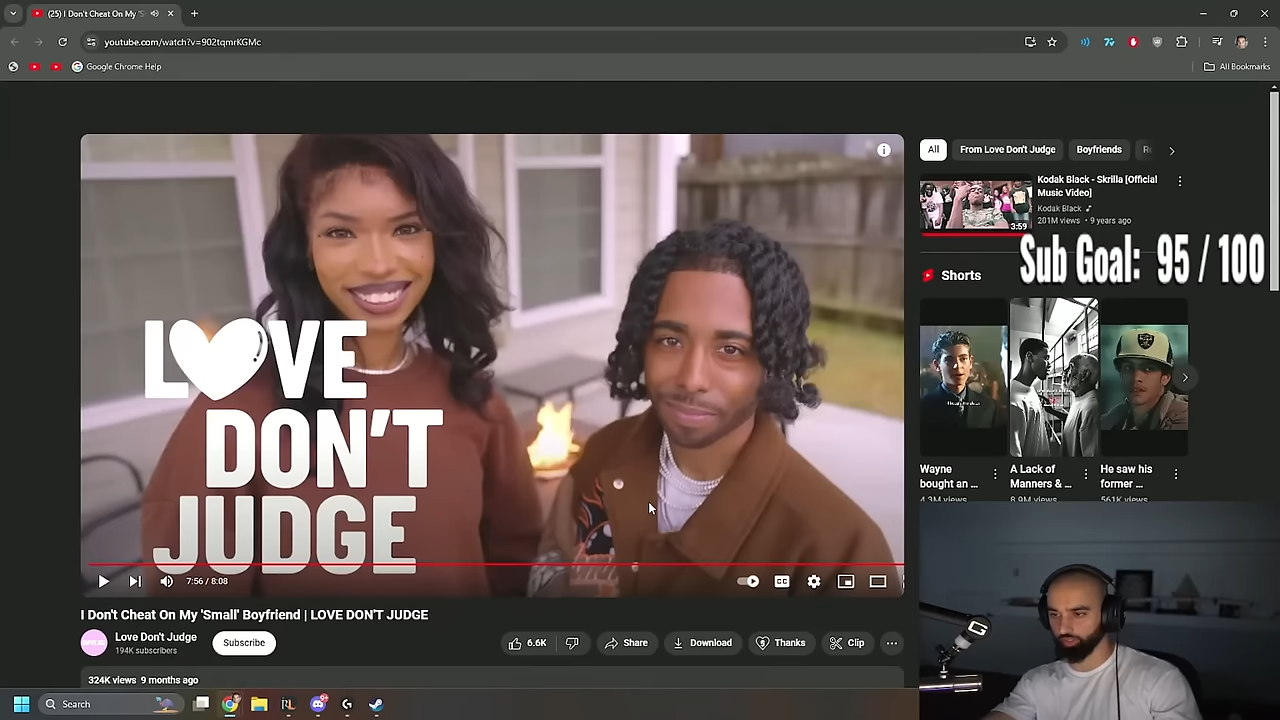 (25) I Don't Cheat On My 'S
youtube.com/watch?v=902tqmrKGMc
Google Chrome Help
All Bookmarks
LOVE
DON'T
JUDGE
7:56 / 8:08
I Don't Cheat On My 'Small' Boyfriend | LOVE DON'T JUDGE
Love Don't Judge
194K subscribers
Subscribe
6.6K
Share
Download
Thanks
Clip
324K views 9 months ago
All
From Love Don't Judge
Boyfriends
Kodak Black - Skrilla [Official
Music Video]
Kodak Black
201M views • 9 years ago
3:59
Sub Goal: 95 / 100
Shorts
Wayne
bought an ...
4.3M views
A Lack of
Manners & ...
8.9M views
He saw his
former ...
561K views
G
Search